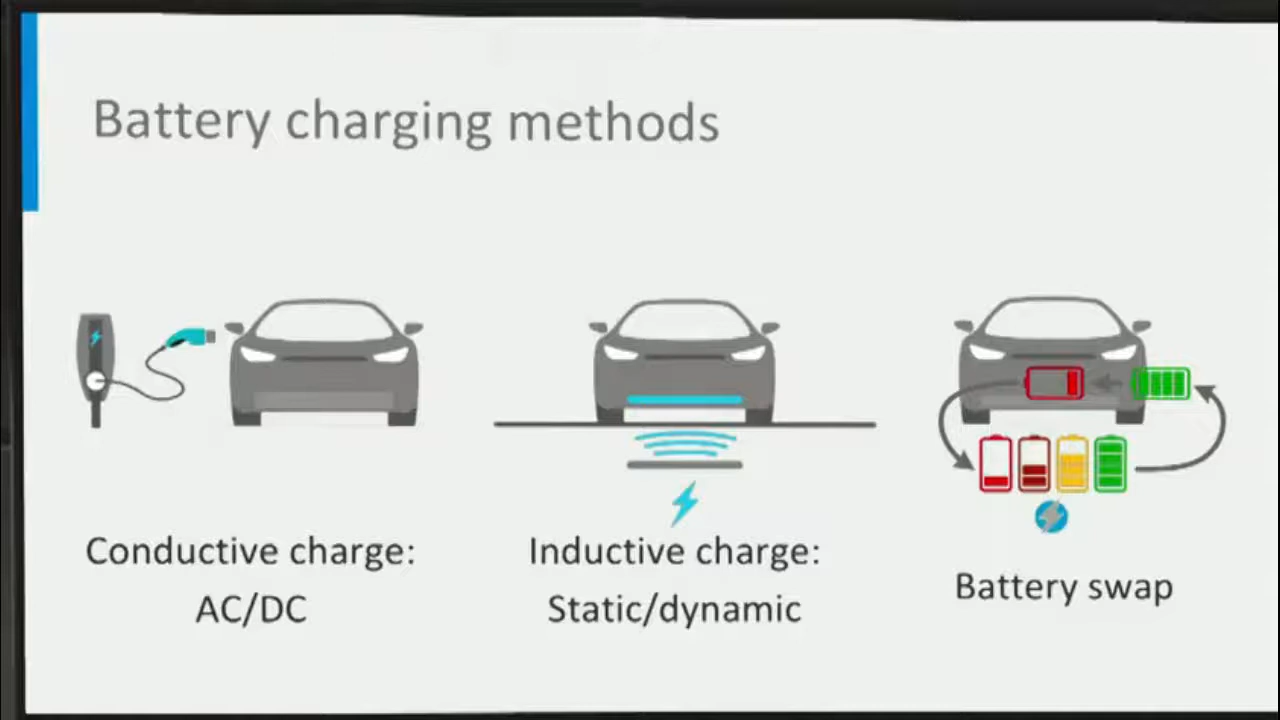 Battery charging methods
Conductive charge:
AC/DC
Inductive charge:
Static/dynamic
Battery swap